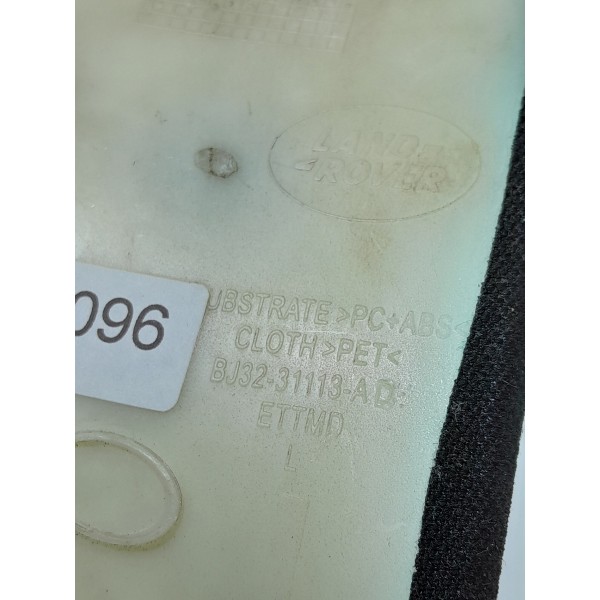 LAND-
ROVER
096
UBSTRATE >PC+ABS<
CLOTH >PET<
BJ32-31113-AD
ETTMD
L